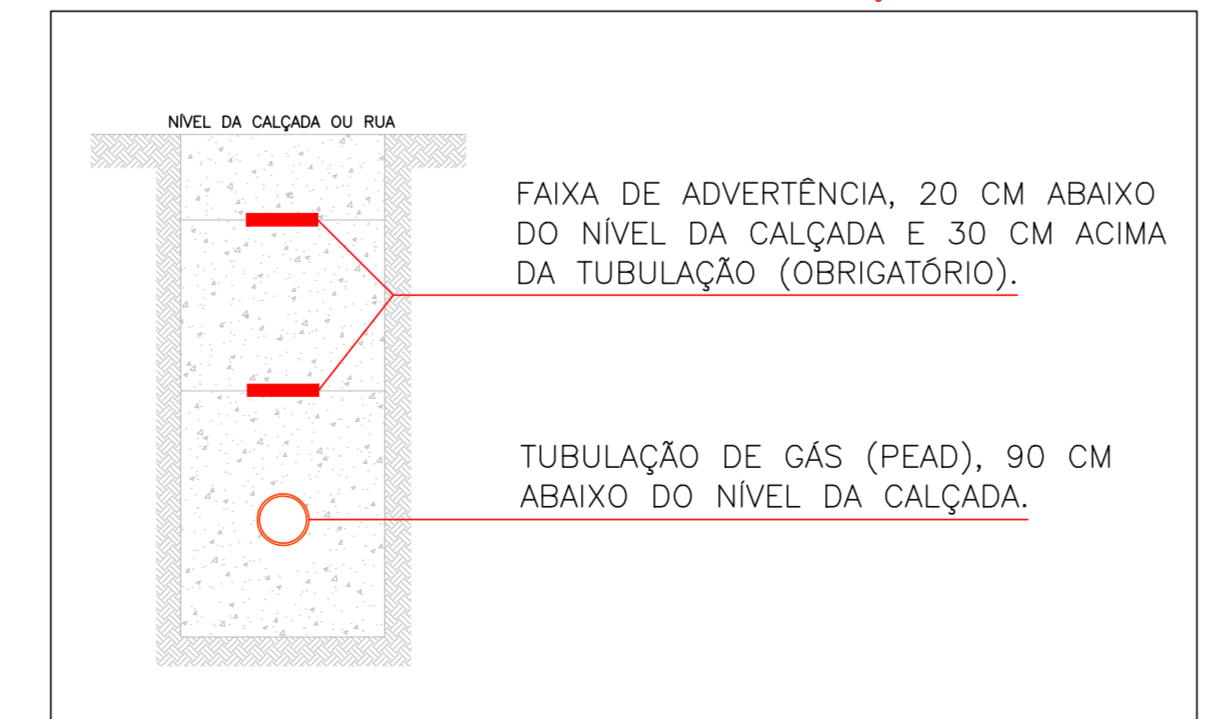 NÍVEL DA CALÇADA OU RUA
FAIXA DE ADVERTÊNCIA, 20 CM ABAIXO
DO NÍVEL DA CALÇADA E 30 CM ACIMA
DA TUBULAÇÃO (OBRIGATÓRIO).
TUBULAÇÃO DE GÁS (PEAD), 90 CM
ABAIXO DO NÍVEL DA CALÇADA.